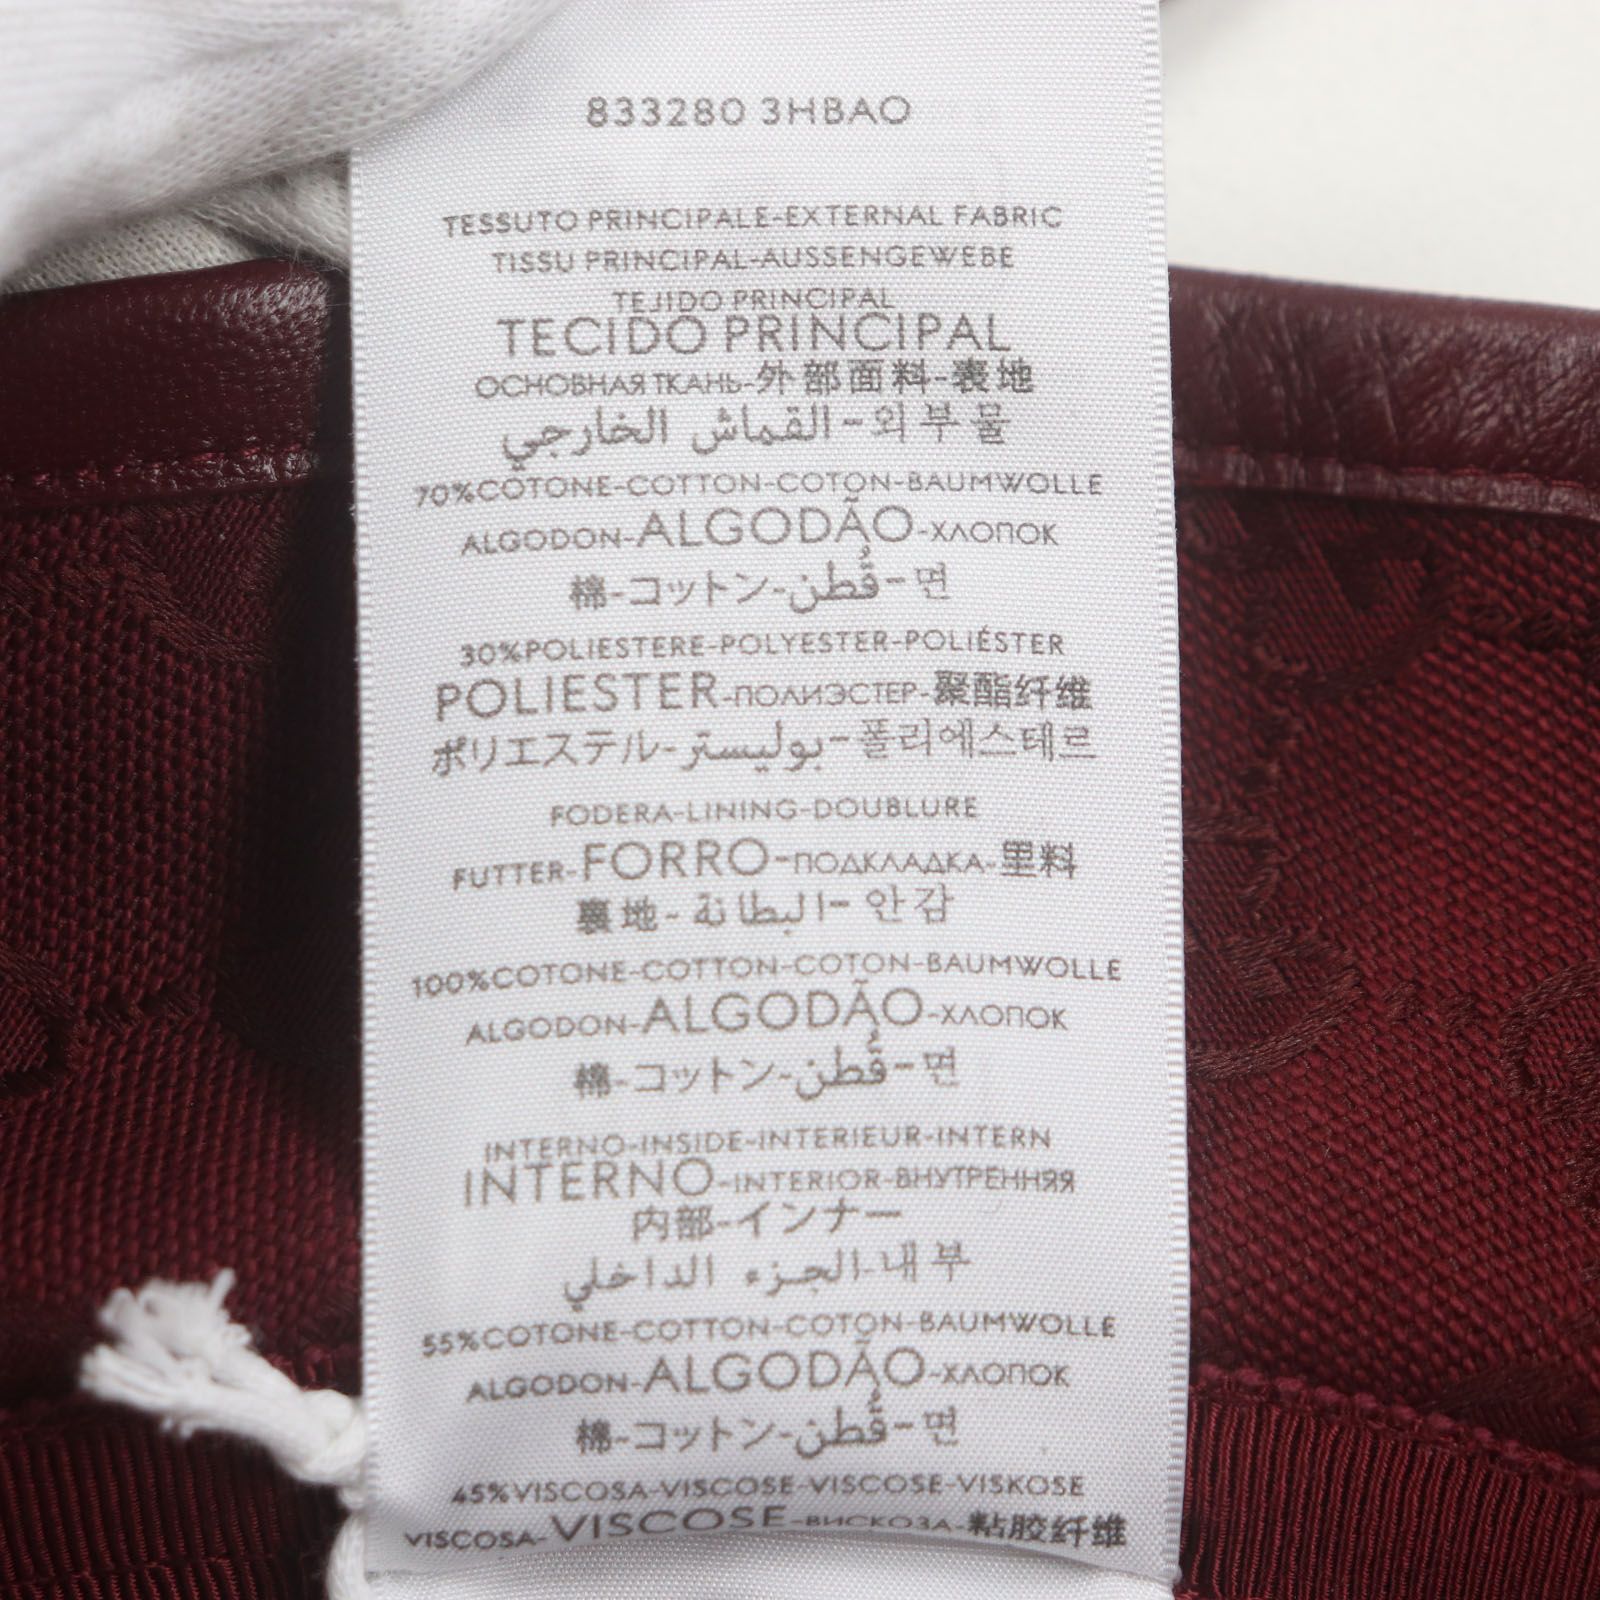 833280 3HBAO
TESSUTO PRINCIPALE-EXTERNAL FABRIC
TISSU PRINCIPAL-AUSSENGEWEBE
TEJIDO PRINCIPAL
TECIDO PRINCIPAL
ОСНОВНАЯ ТКАНЬ-外部面料-表地
القماش الخارجي-외부물
70%COTONE-COTTON-COTON-BAUMWOLLE
ALGODON-ALGODÃO-ХЛОПОК
棉-コットン-قُطن-면
30%POLIESTERE-POLYESTER-POLIÉSTER
POLIESTER-ПОЛИЭСТЕР-聚酯纤维
ポリエステル-بوليستر-폴리에스테르
FODERA-LINING-DOUBLURE
FUTTER-FORRO-ПОДКЛАДКА-里料
裏地-البطانة-안감
100%COTONE-COTTON-COTON-BAUMWOLLE
ALGODON-ALGODÃO-ХЛОПОК
棉-コットン-قُطن-면
INTERNO-INSIDE-INTERIEUR-INTERN
INTERNO-INTERIOR-ВНУТРЕННЯЯ
内部-インナー
الجزء الداخلي-내부
55%COTONE-COTTON-COTON-BAUMWOLLE
ALGODON-ALGODÃO-ХЛОПОК
棉-コットン-قُطن-면
45%VISCOSA-VISCOSE-VISCOSE-VISKOSE
VISCOSA-VISCOSE-ВИСКОЗА-粘胶纤维